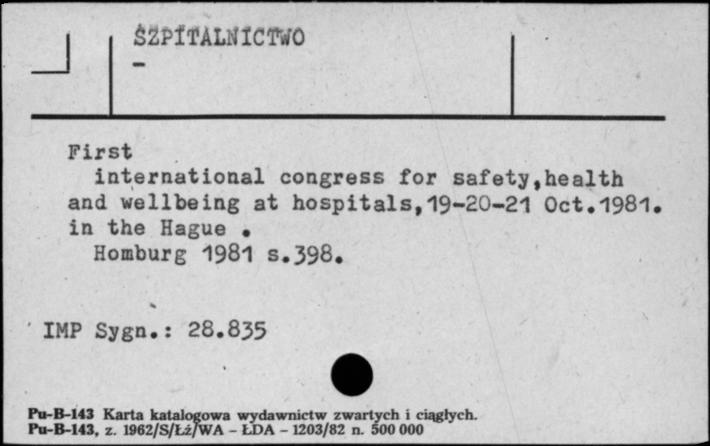 SZPITALNICTWO
-
First
international congress for safety,health
and wellbeing at hospitals,19-20-21 Oct.1981.
in the Hague .
Homburg 1981 s.398.
IMP Sygn.: 28.835
Pu-B-143 Karta katalogowa wydawnictw zwartych i ciągłych.
Pu-B-143, z. 1962/S/Łż/WA - ŁDA - 1203/82 n. 500 000